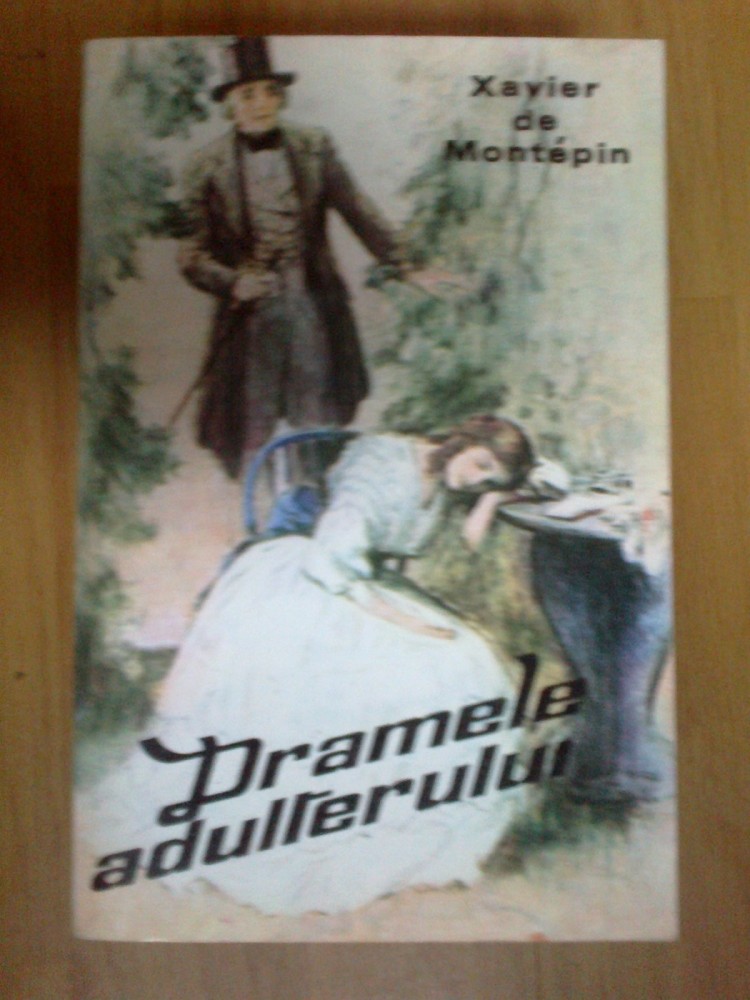 Xavier
de
Montépin
Dramele
adulterului